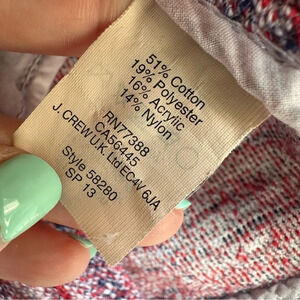 51% Cotton
19% Polyester
16% Acrylic
14% Nylon
RN77388
CA56445
J. CREW U.K. Ltd EC4V 6JA
Style 58280
SP 13